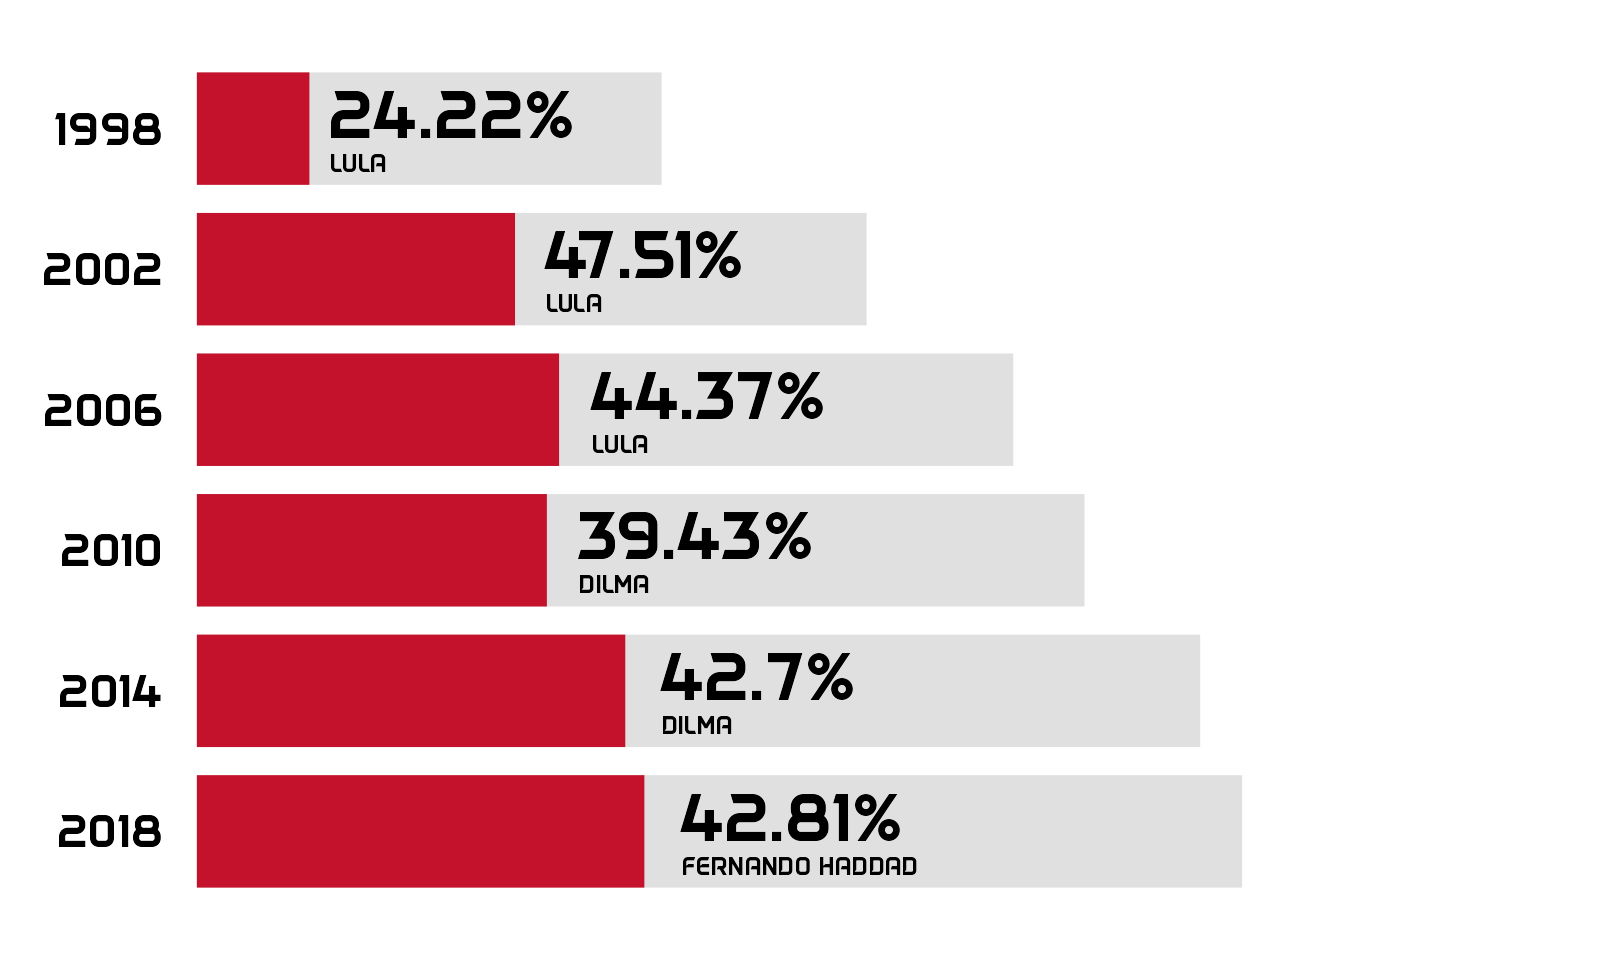 1998
24.22%
LULA
2002
47.51%
LULA
2006
44.37%
LULA
2010
39.43%
DILMA
2014
42.7%
DILMA
2018
42.81%
FERNANDO HADDAD